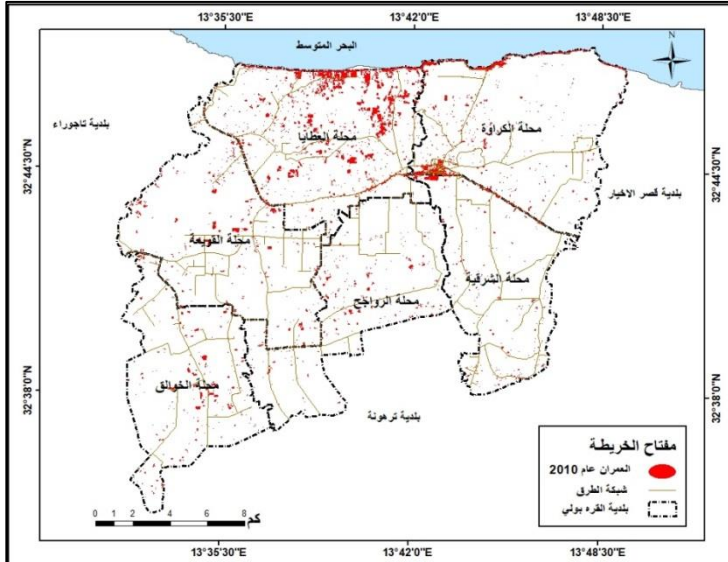 13°35'30"E 13°42'0"E 13°48'30"E
البحر المتوسط
N
بلدية تاجوراء
محلة العطايا
محلة الكراؤة
32°44'30"N
32°44'30"N
بلدية قصر الاخيار
محلة القويعة
محلة الشرقية
محلة الرواجح
محلة الخوالق
32°38'0"N
32°38'0"N
بلدية ترهونة
مفتاح الخريطة
العمران عام 2010
شبكة الطرق
بلدية القره بولي
0 1 2 4 6 8 كم
13°35'30"E 13°42'0"E 13°48'30"E